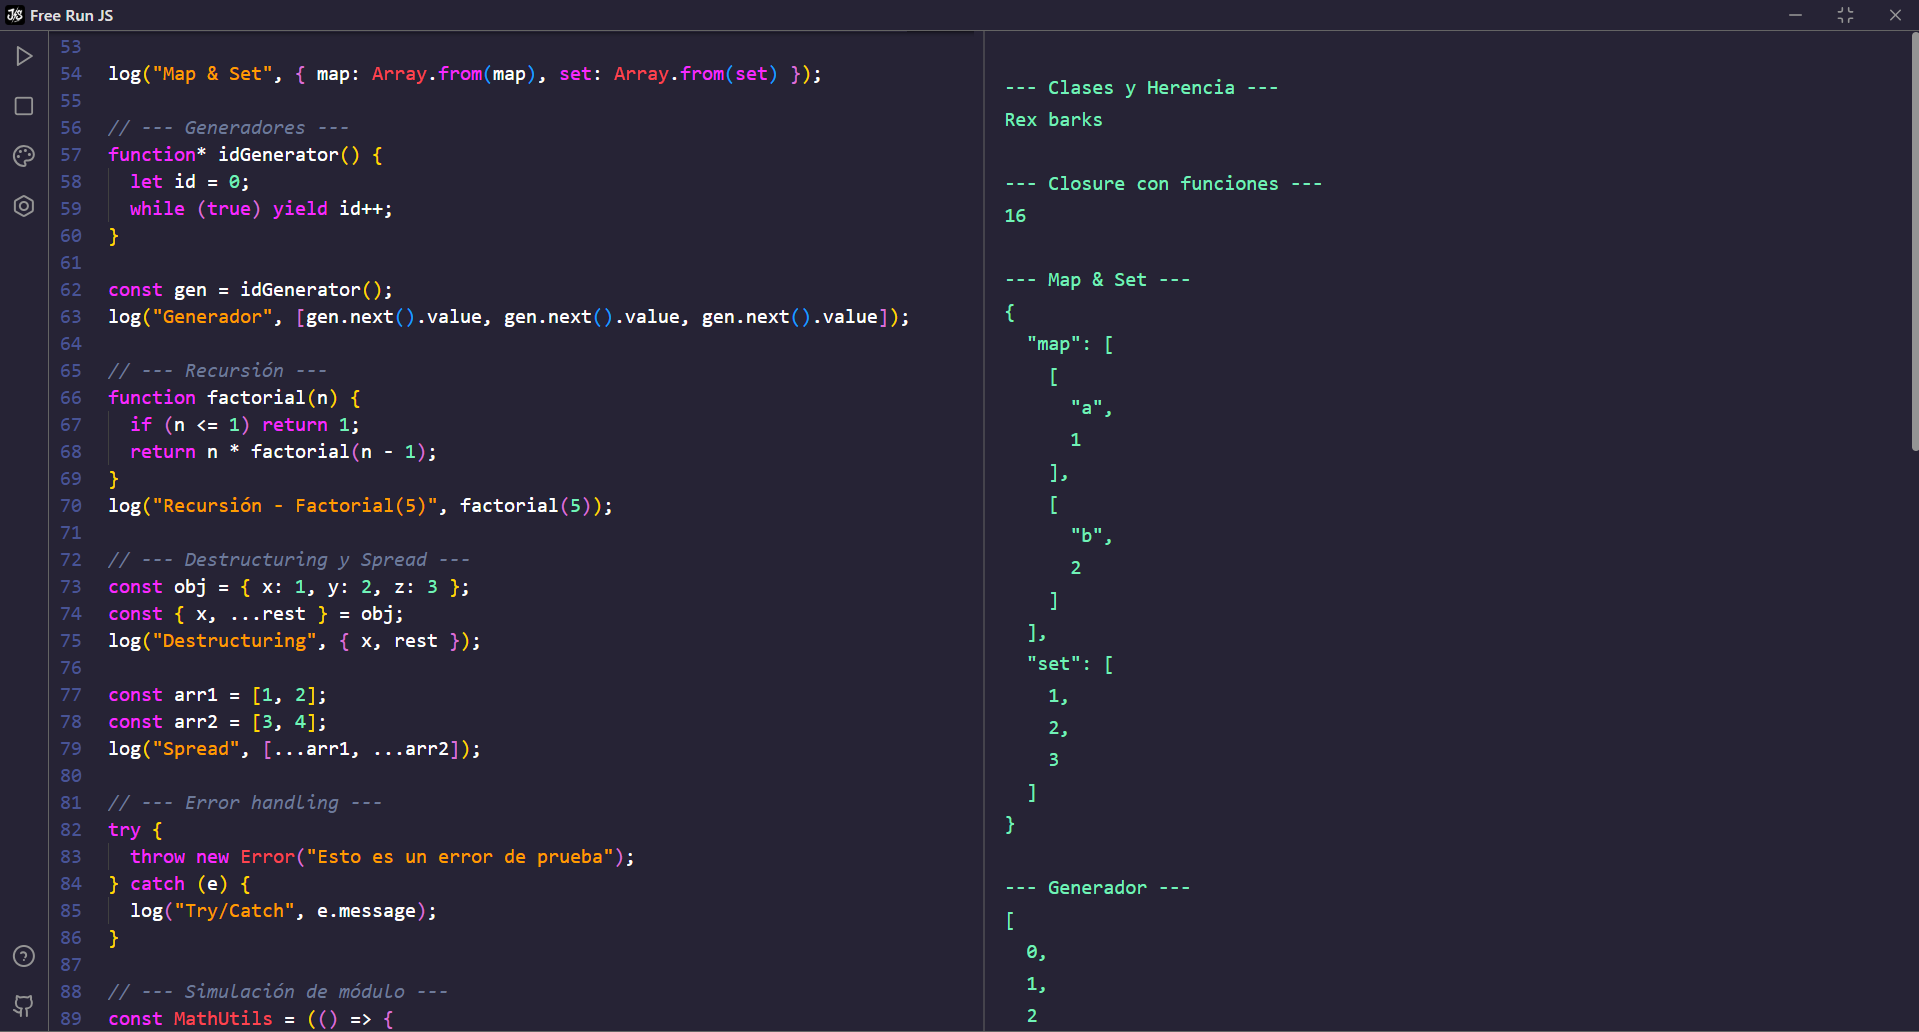 Free Run JS
53
54 log("Map & Set", { map: Array.from(map), set: Array.from(set) });
55
56 // --- Generadores ---
57 function* idGenerator() {
58   let id = 0;
59   while (true) yield id++;
60 }
61
62 const gen = idGenerator();
63 log("Generador", [gen.next().value, gen.next().value, gen.next().value]);
64
65 // --- Recursión ---
66 function factorial(n) {
67   if (n <= 1) return 1;
68   return n * factorial(n - 1);
69 }
70 log("Recursión - Factorial(5)", factorial(5));
71
72 // --- Destructuring y Spread ---
73 const obj = { x: 1, y: 2, z: 3 };
74 const { x, ...rest } = obj;
75 log("Destructuring", { x, rest });
76
77 const arr1 = [1, 2];
78 const arr2 = [3, 4];
79 log("Spread", [...arr1, ...arr2]);
80
81 // --- Error handling ---
82 try {
83   throw new Error("Esto es un error de prueba");
84 } catch (e) {
85   log("Try/Catch", e.message);
86 }
87
88 // --- Simulación de módulo ---
89 const MathUtils = (() => {
--- Clases y Herencia ---
Rex barks
--- Closure con funciones ---
16
--- Map & Set ---
{
  "map": [
    [
      "a",
      1
    ],
    [
      "b",
      2
    ]
  ],
  "set": [
    1,
    2,
    3
  ]
}
--- Generador ---
[
  0,
  1,
  2